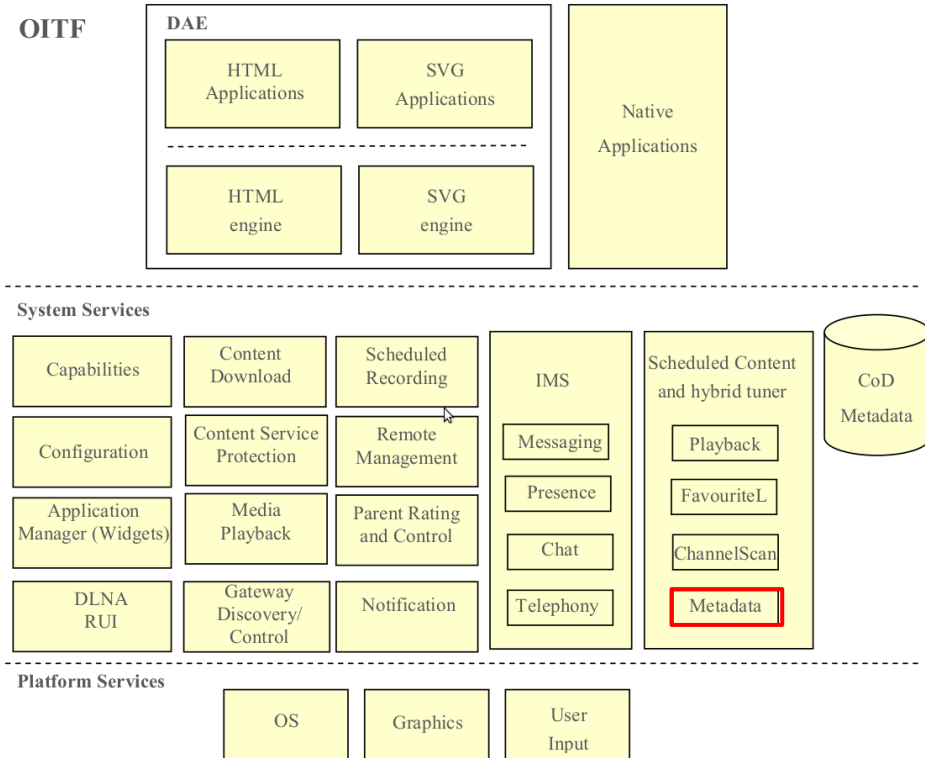 OITF
DAE
HTML
Applications
SVG
Applications
HTML
engine
SVG
engine
Native
Applications
System Services
Capabilities
Content
Download
Scheduled
Recording
Configuration
Content Service
Protection
Remote
Management
Application
Manager (Widgets)
Media
Playback
Parent Rating
and Control
DLNA
RUI
Gateway
Discovery/
Control
Notification
IMS
Messaging
Presence
Chat
Telephony
Scheduled Content
and hybrid tuner
Playback
FavouriteL
ChannelScan
Metadata
CoD
Metadata
Platform Services
OS
Graphics
User
Input